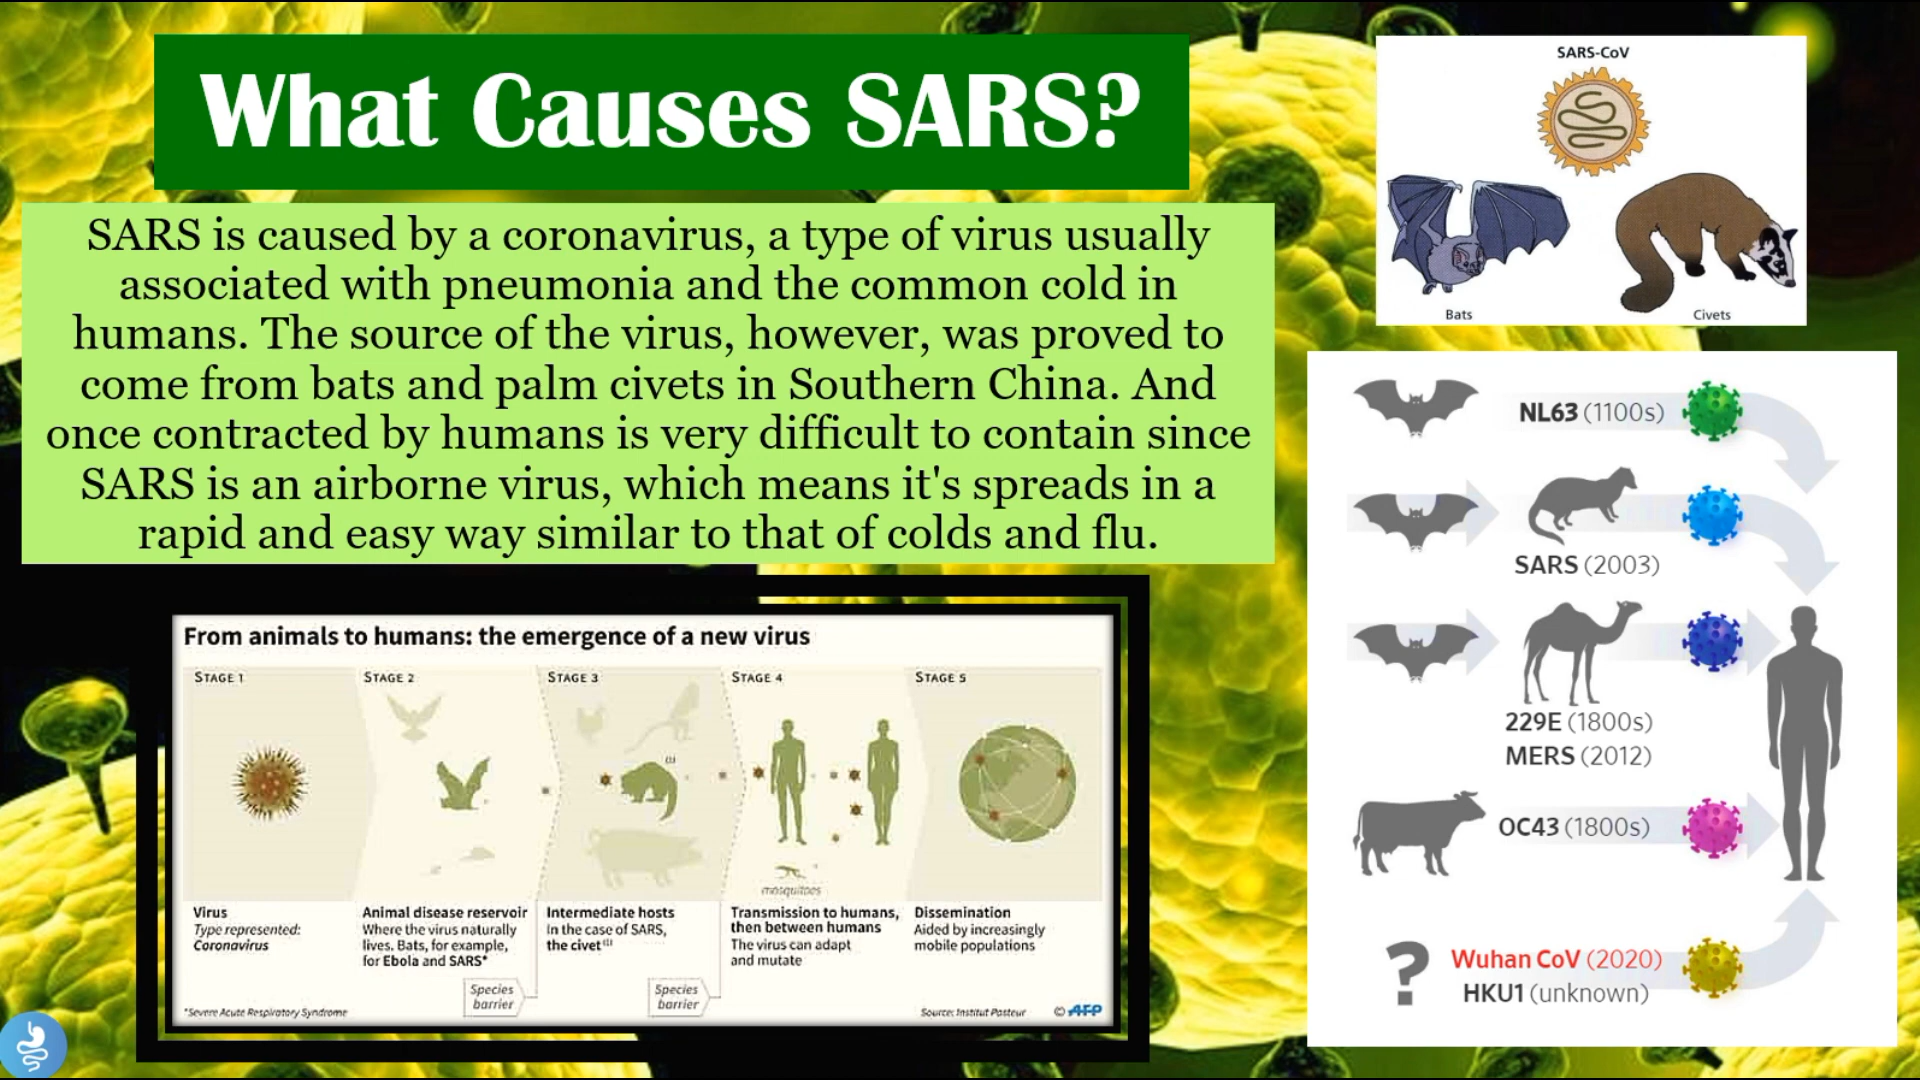 What Causes SARS?
SARS is caused by a coronavirus, a type of virus usually
associated with pneumonia and the common cold in
humans. The source of the virus, however, was proved to
come from bats and palm civets in Southern China. And
once contracted by humans is very difficult to contain since
SARS is an airborne virus, which means it's spreads in a
rapid and easy way similar to that of colds and flu.
SARS-CoV
Bats
Civets
NL63 (1100s)
SARS (2003)
229E (1800s)
MERS (2012)
OC43 (1800s)
?
Wuhan CoV (2020)
HKU1 (unknown)
From animals to humans: the emergence of a new virus
STAGE 1
STAGE 2
STAGE 3
STAGE 4
STAGE 5
(1)
mosquitoes
Virus
Type represented:
Coronavirus
Animal disease reservoir
Where the virus naturally
lives. Bats, for example,
for Ebola and SARS*
Species
barrier
Intermediate hosts
In the case of SARS,
the civet (1)
Species
barrier
Transmission to humans,
then between humans
The virus can adapt
and mutate
Dissemination
Aided by increasingly
mobile populations
*Severe Acute Respiratory Syndrome
Source: Institut Pasteur
© AFP